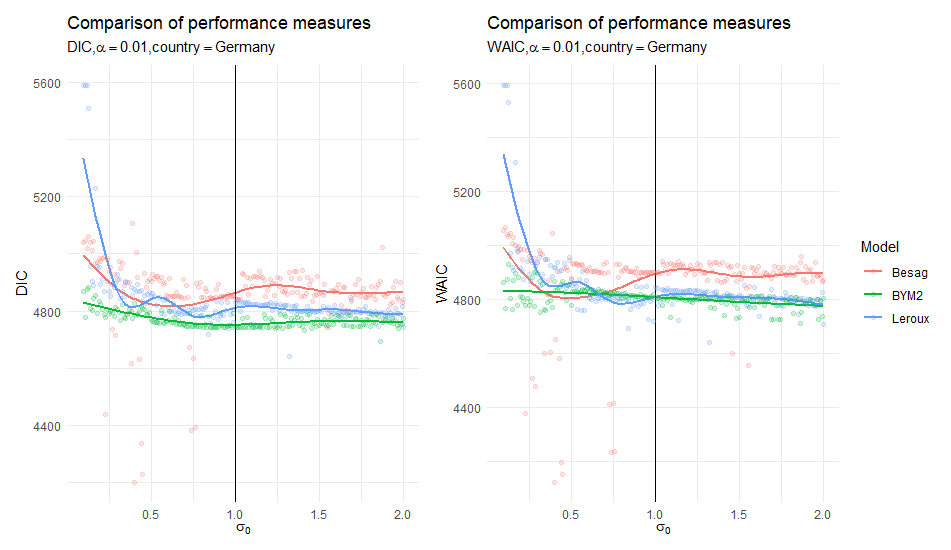 Comparison of performance measures
DIC,α = 0.01,country = Germany
DIC
5600
5200
4800
4400
0.5
1.0
1.5
2.0
σ0
Comparison of performance measures
WAIC,α = 0.01,country = Germany
WAIC
5600
5200
4800
4400
0.5
1.0
1.5
2.0
σ0
Model
Besag
BYM2
Leroux